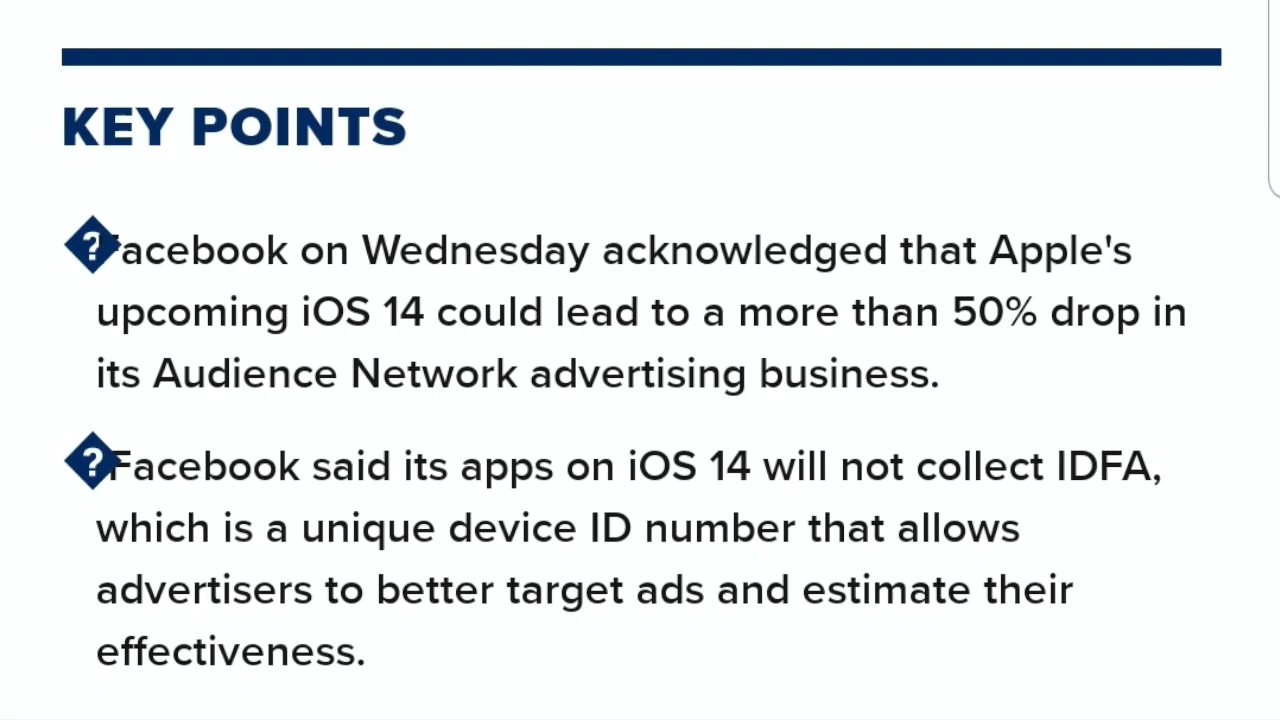 KEY POINTS
�Facebook on Wednesday acknowledged that Apple's
upcoming iOS 14 could lead to a more than 50% drop in
its Audience Network advertising business.
�Facebook said its apps on iOS 14 will not collect IDFA,
which is a unique device ID number that allows
advertisers to better target ads and estimate their
effectiveness.